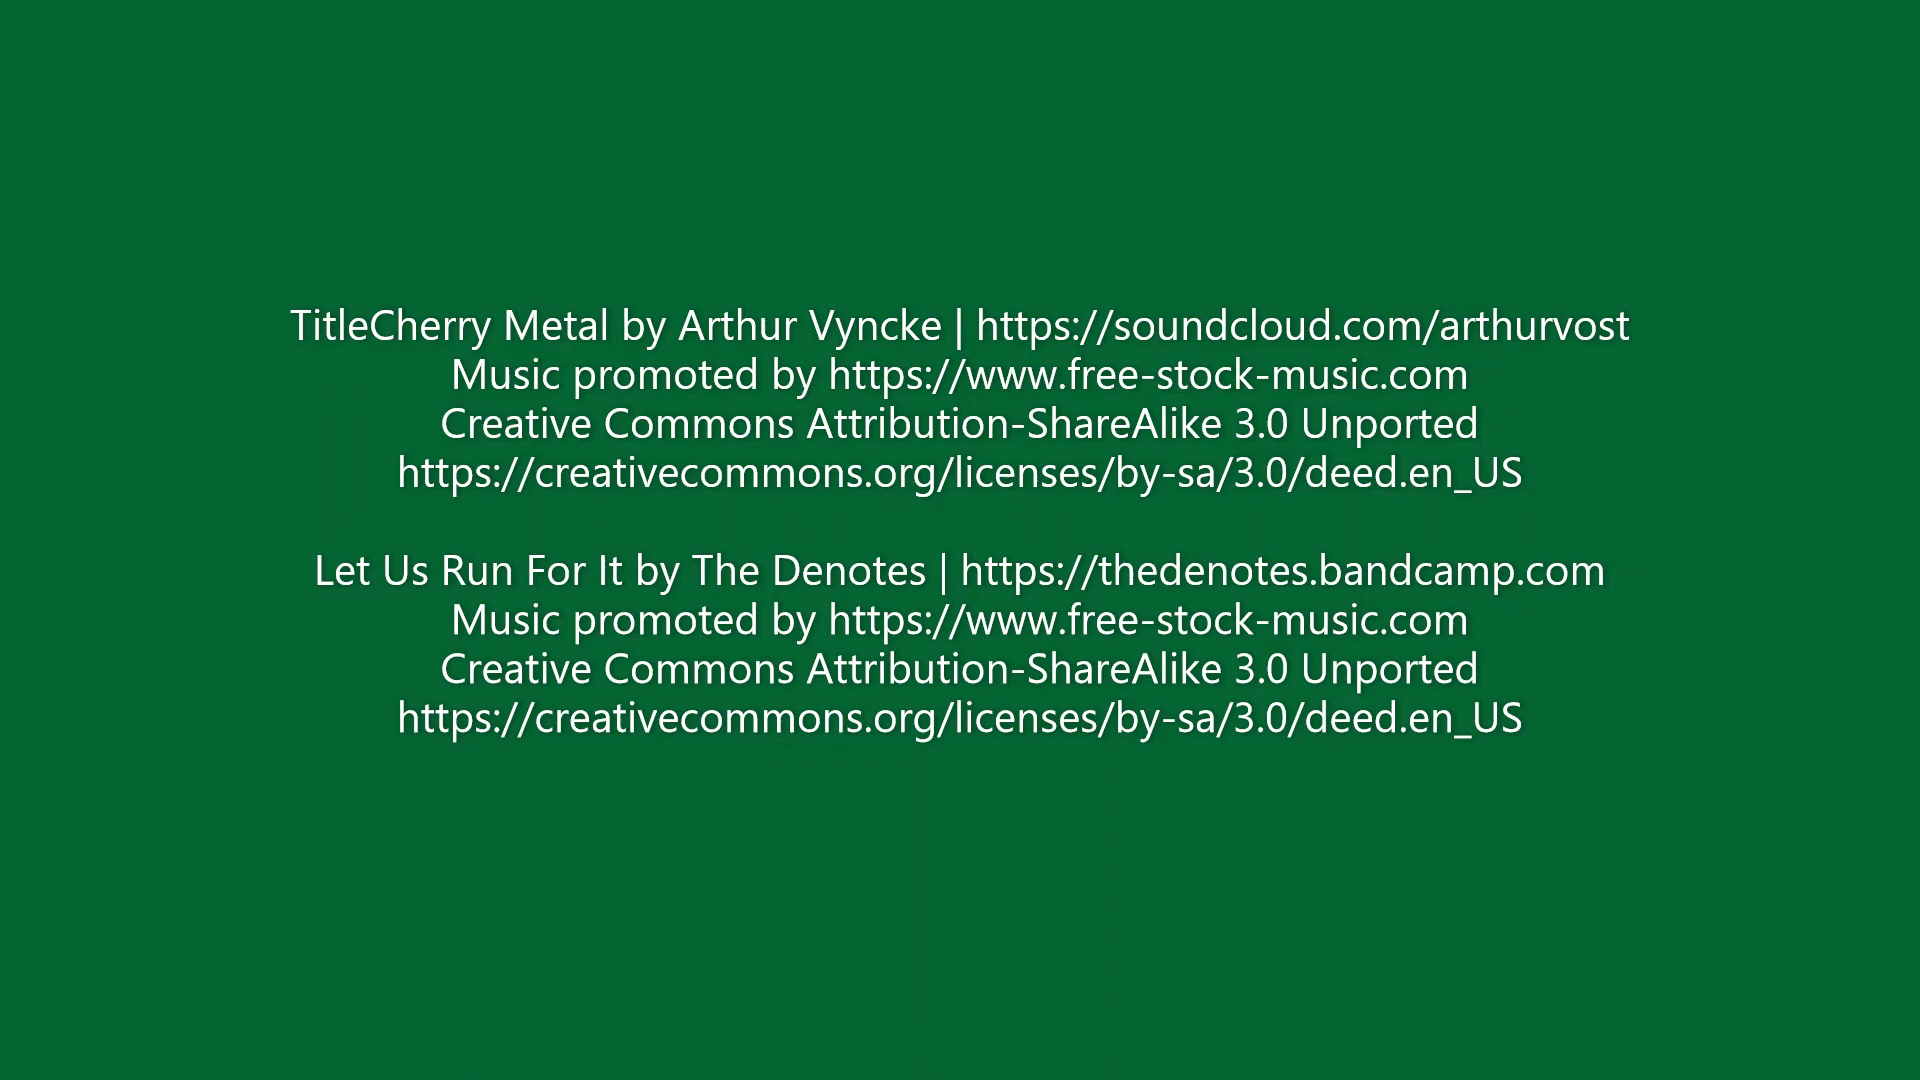 TitleCherry Metal by Arthur Vyncke | https://soundcloud.com/arthurvost
Music promoted by https://www.free-stock-music.com
Creative Commons Attribution-ShareAlike 3.0 Unported
https://creativecommons.org/licenses/by-sa/3.0/deed.en_US
Let Us Run For It by The Denotes | https://thedenotes.bandcamp.com
Music promoted by https://www.free-stock-music.com
Creative Commons Attribution-ShareAlike 3.0 Unported
https://creativecommons.org/licenses/by-sa/3.0/deed.en_US